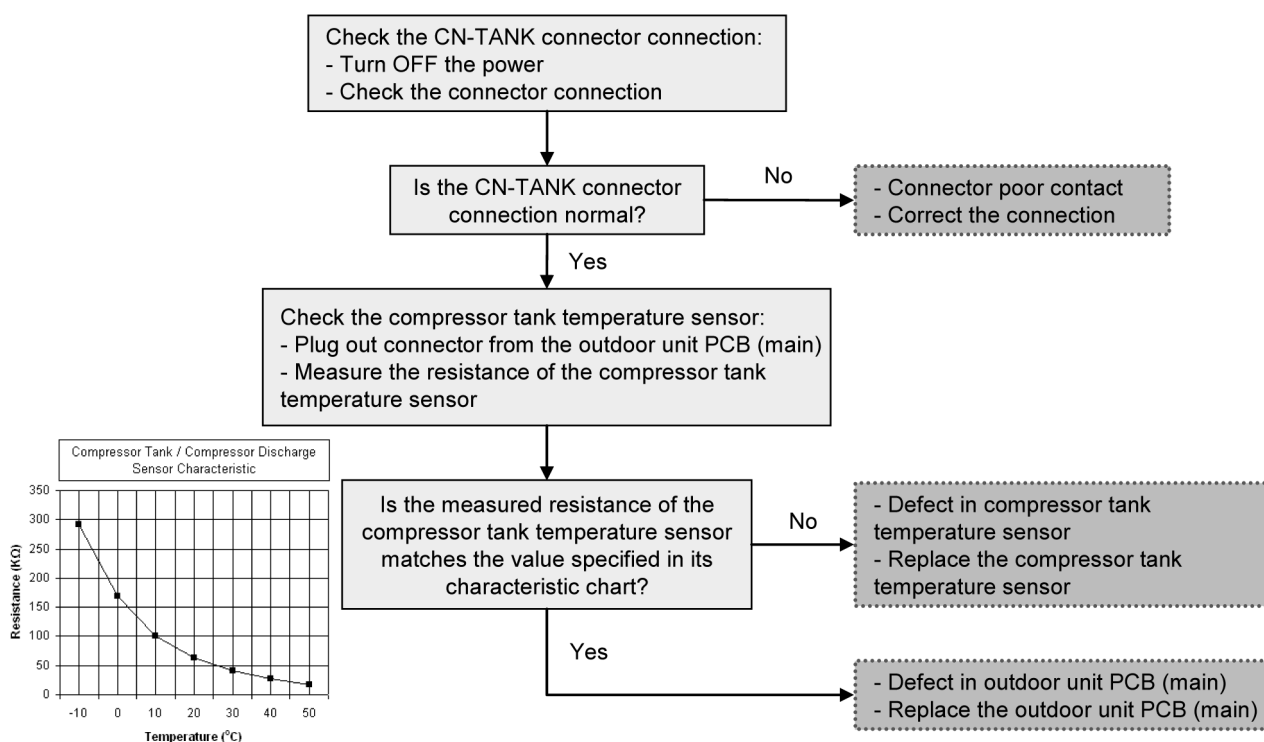 Check the CN-TANK connector connection:
- Turn OFF the power
- Check the connector connection
Is the CN-TANK connector
connection normal?
No
- Connector poor contact
- Correct the connection
Yes
Check the compressor tank temperature sensor:
- Plug out connector from the outdoor unit PCB (main)
- Measure the resistance of the compressor tank
temperature sensor
Compressor Tank / Compressor Discharge
Sensor Characteristic
Resistance (KΩ)
350
300
250
200
150
100
50
0
-10 0 10 20 30 40 50
Temperature (°C)
Is the measured resistance of the
compressor tank temperature sensor
matches the value specified in its
characteristic chart?
No
- Defect in compressor tank
temperature sensor
- Replace the compressor tank
temperature sensor
Yes
- Defect in outdoor unit PCB (main)
- Replace the outdoor unit PCB (main)